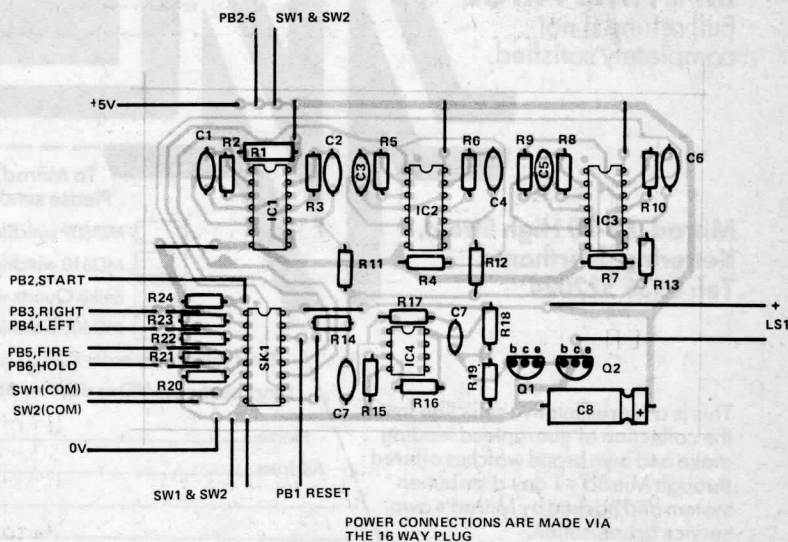 PB2-6
SW1 & SW2
+5V
C1
R2
R1
C2
R5
R6
R9
R8
C6
C3
C5
R3
C4
R10
IC1
IC2
IC3
R11
R4
R12
R7
R13
PB2,START
R24
PB3,RIGHT
R23
PB4,LEFT
R22
PB5,FIRE
R21
PB6,HOLD
R20
SW1(COM)
SW2(COM)
0V
SK1
R17
C7
R18
R14
IC4
R19
C7
R15
R16
b c e
b c e
Q1
Q2
C8
+
+
LS1
SW1 & SW2
PB1 RESET
POWER CONNECTIONS ARE MADE VIA
THE 16 WAY PLUG